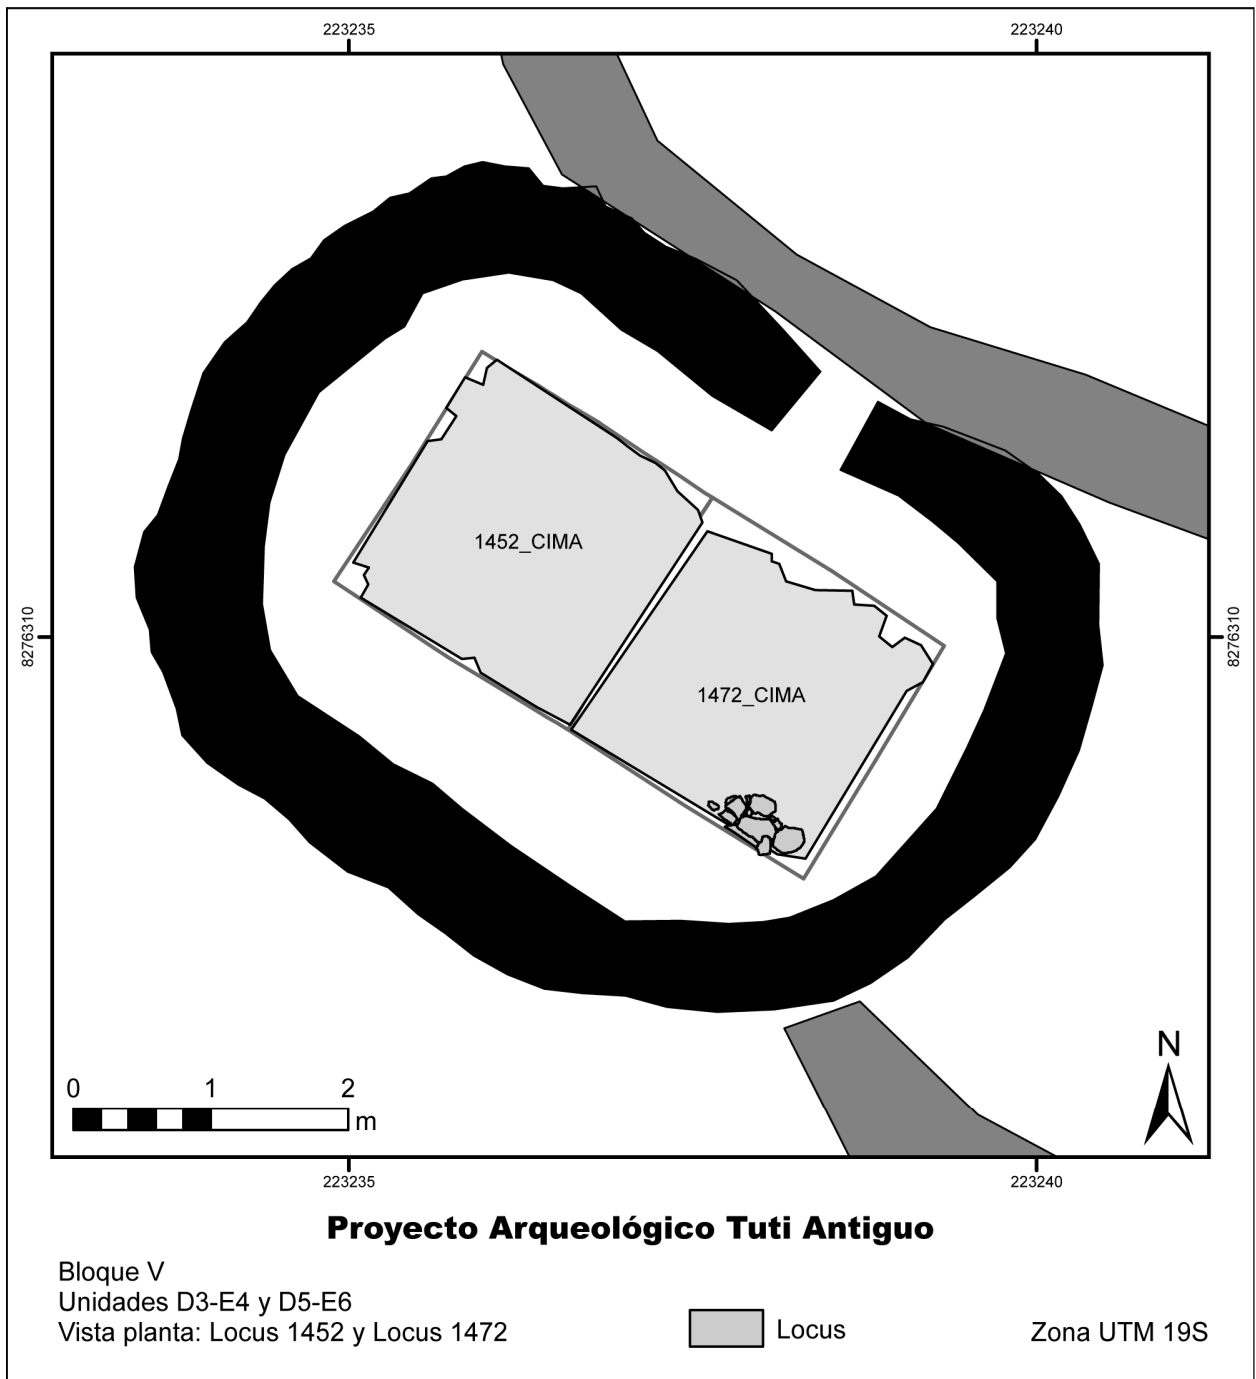 223235
223240
1452_CIMA
8276310
8276310
1472_CIMA
N
0 1 2
m
223235
223240
Proyecto Arqueológico Tuti Antiguo
Bloque V
Unidades D3-E4 y D5-E6
Vista planta: Locus 1452 y Locus 1472
Locus
Zona UTM 19S